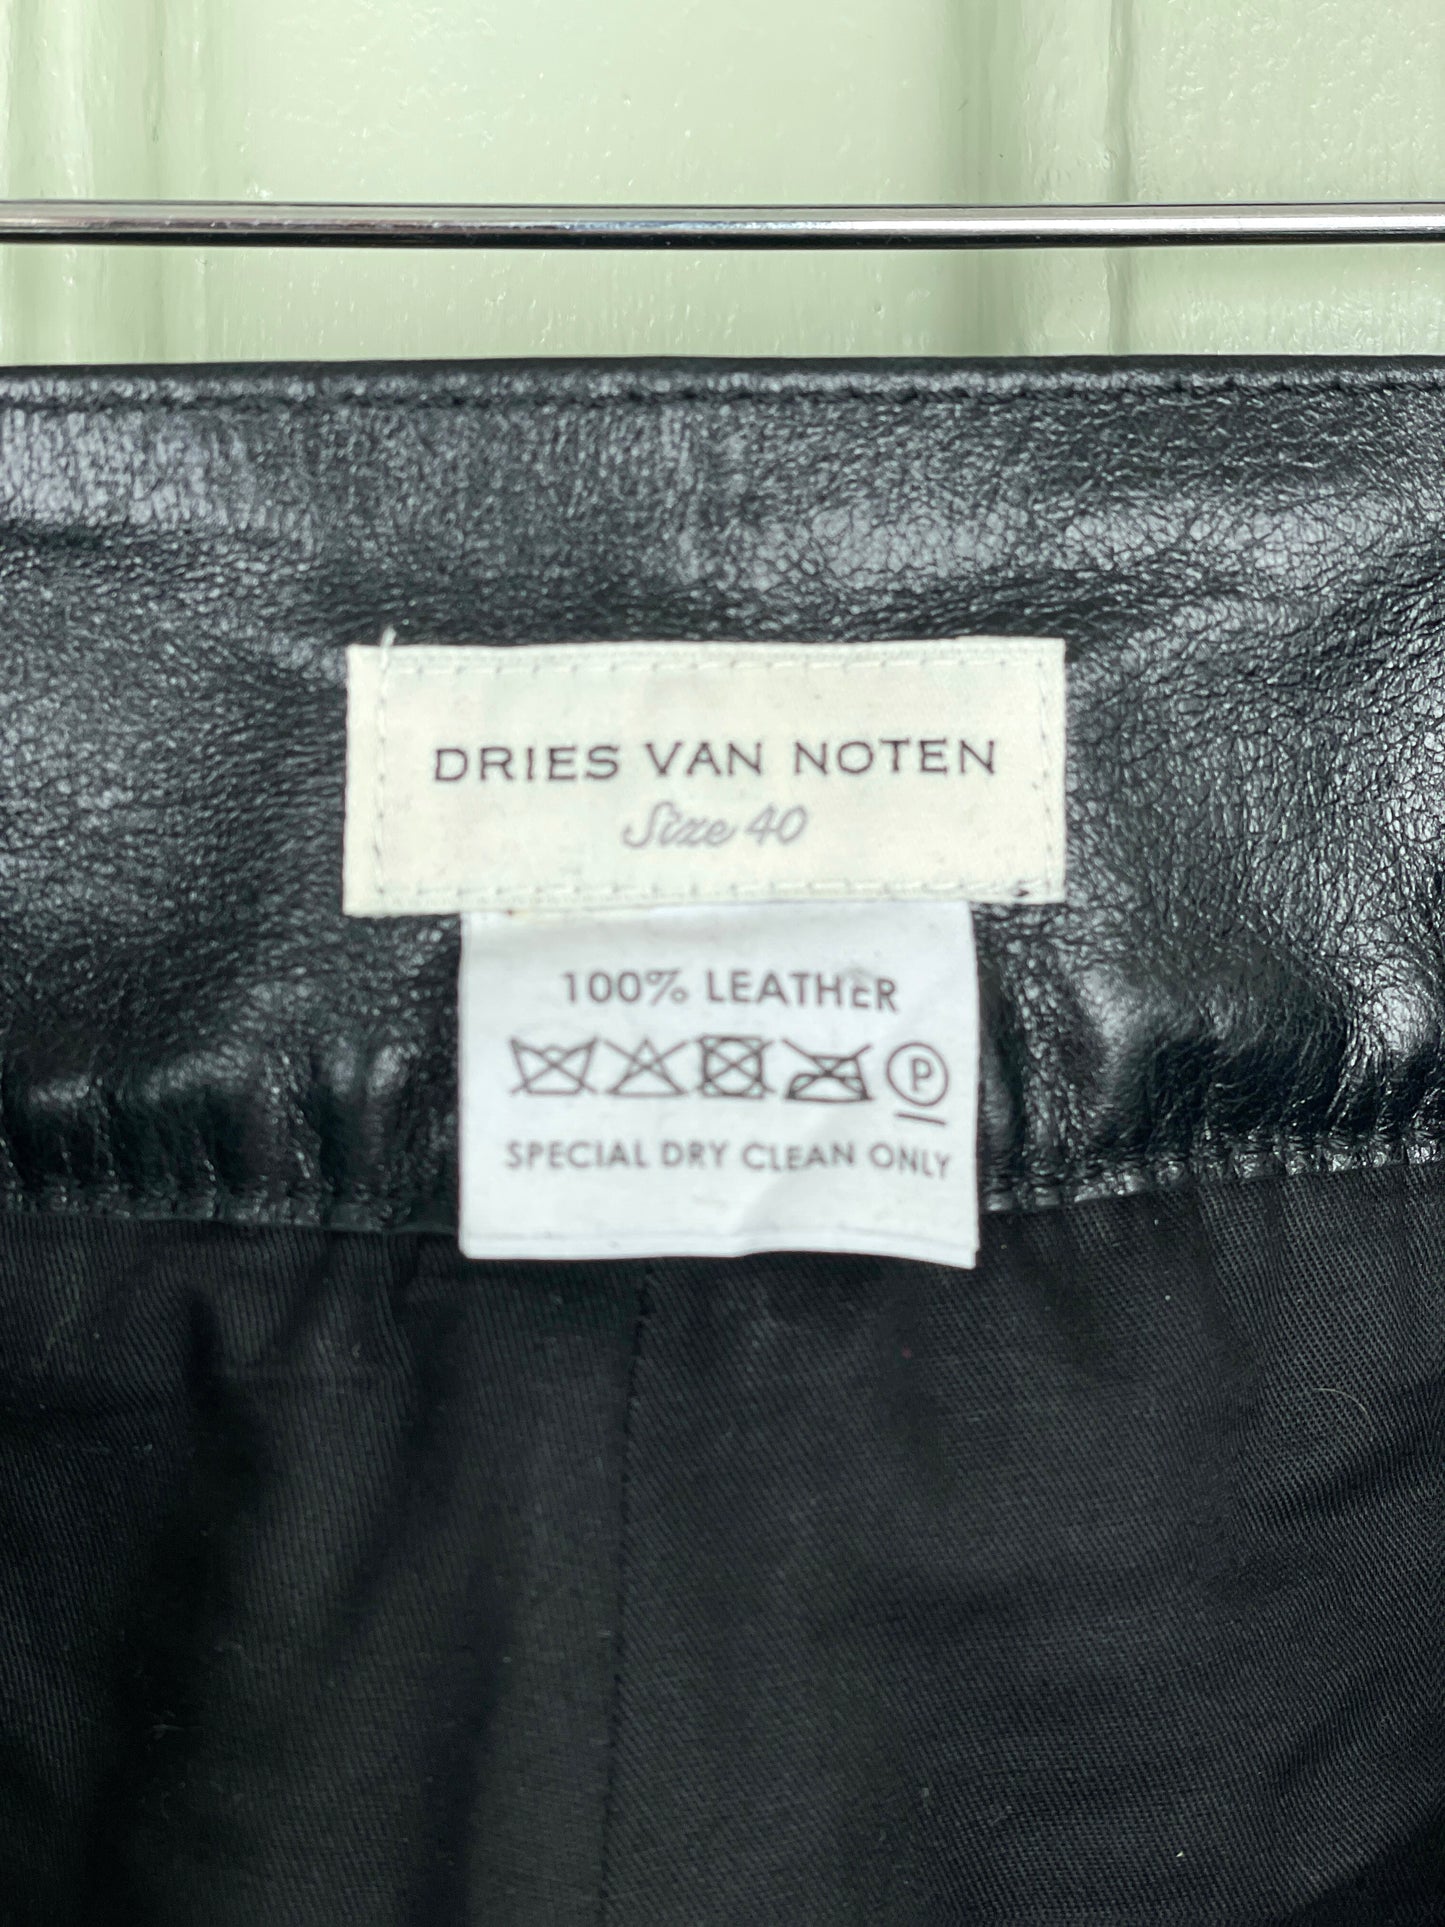 DRIES VAN NOTEN
Size 40
100% LEATHER
P
SPECIAL DRY CLEAN ONLY